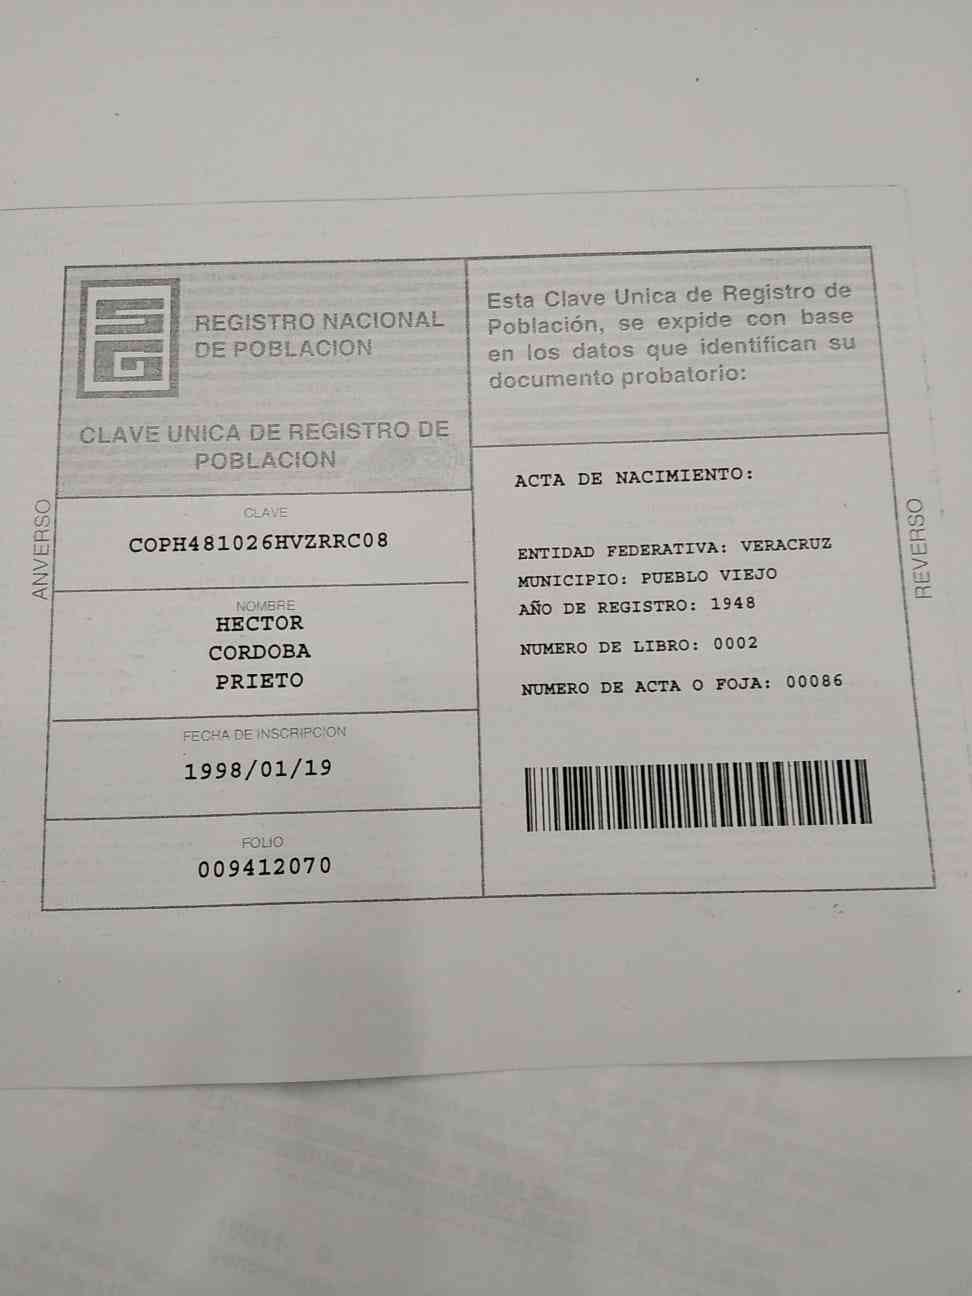 REGISTRO NACIONAL
DE POBLACION
CLAVE UNICA DE REGISTRO DE
POBLACION
ANVERSO
CLAVE
COPH481026HVZRRC08
NOMBRE
HECTOR
CORDOBA
PRIETO
FECHA DE INSCRIPCION
1998/01/19
FOLIO
009412070
Esta Clave Unica de Registro de
Población, se expide con base
en los datos que identifican su
documento probatorio:
ACTA DE NACIMIENTO:
ENTIDAD FEDERATIVA: VERACRUZ
MUNICIPIO: PUEBLO VIEJO
AÑO DE REGISTRO: 1948
NUMERO DE LIBRO: 0002
NUMERO DE ACTA O FOJA: 00086
REVERSO